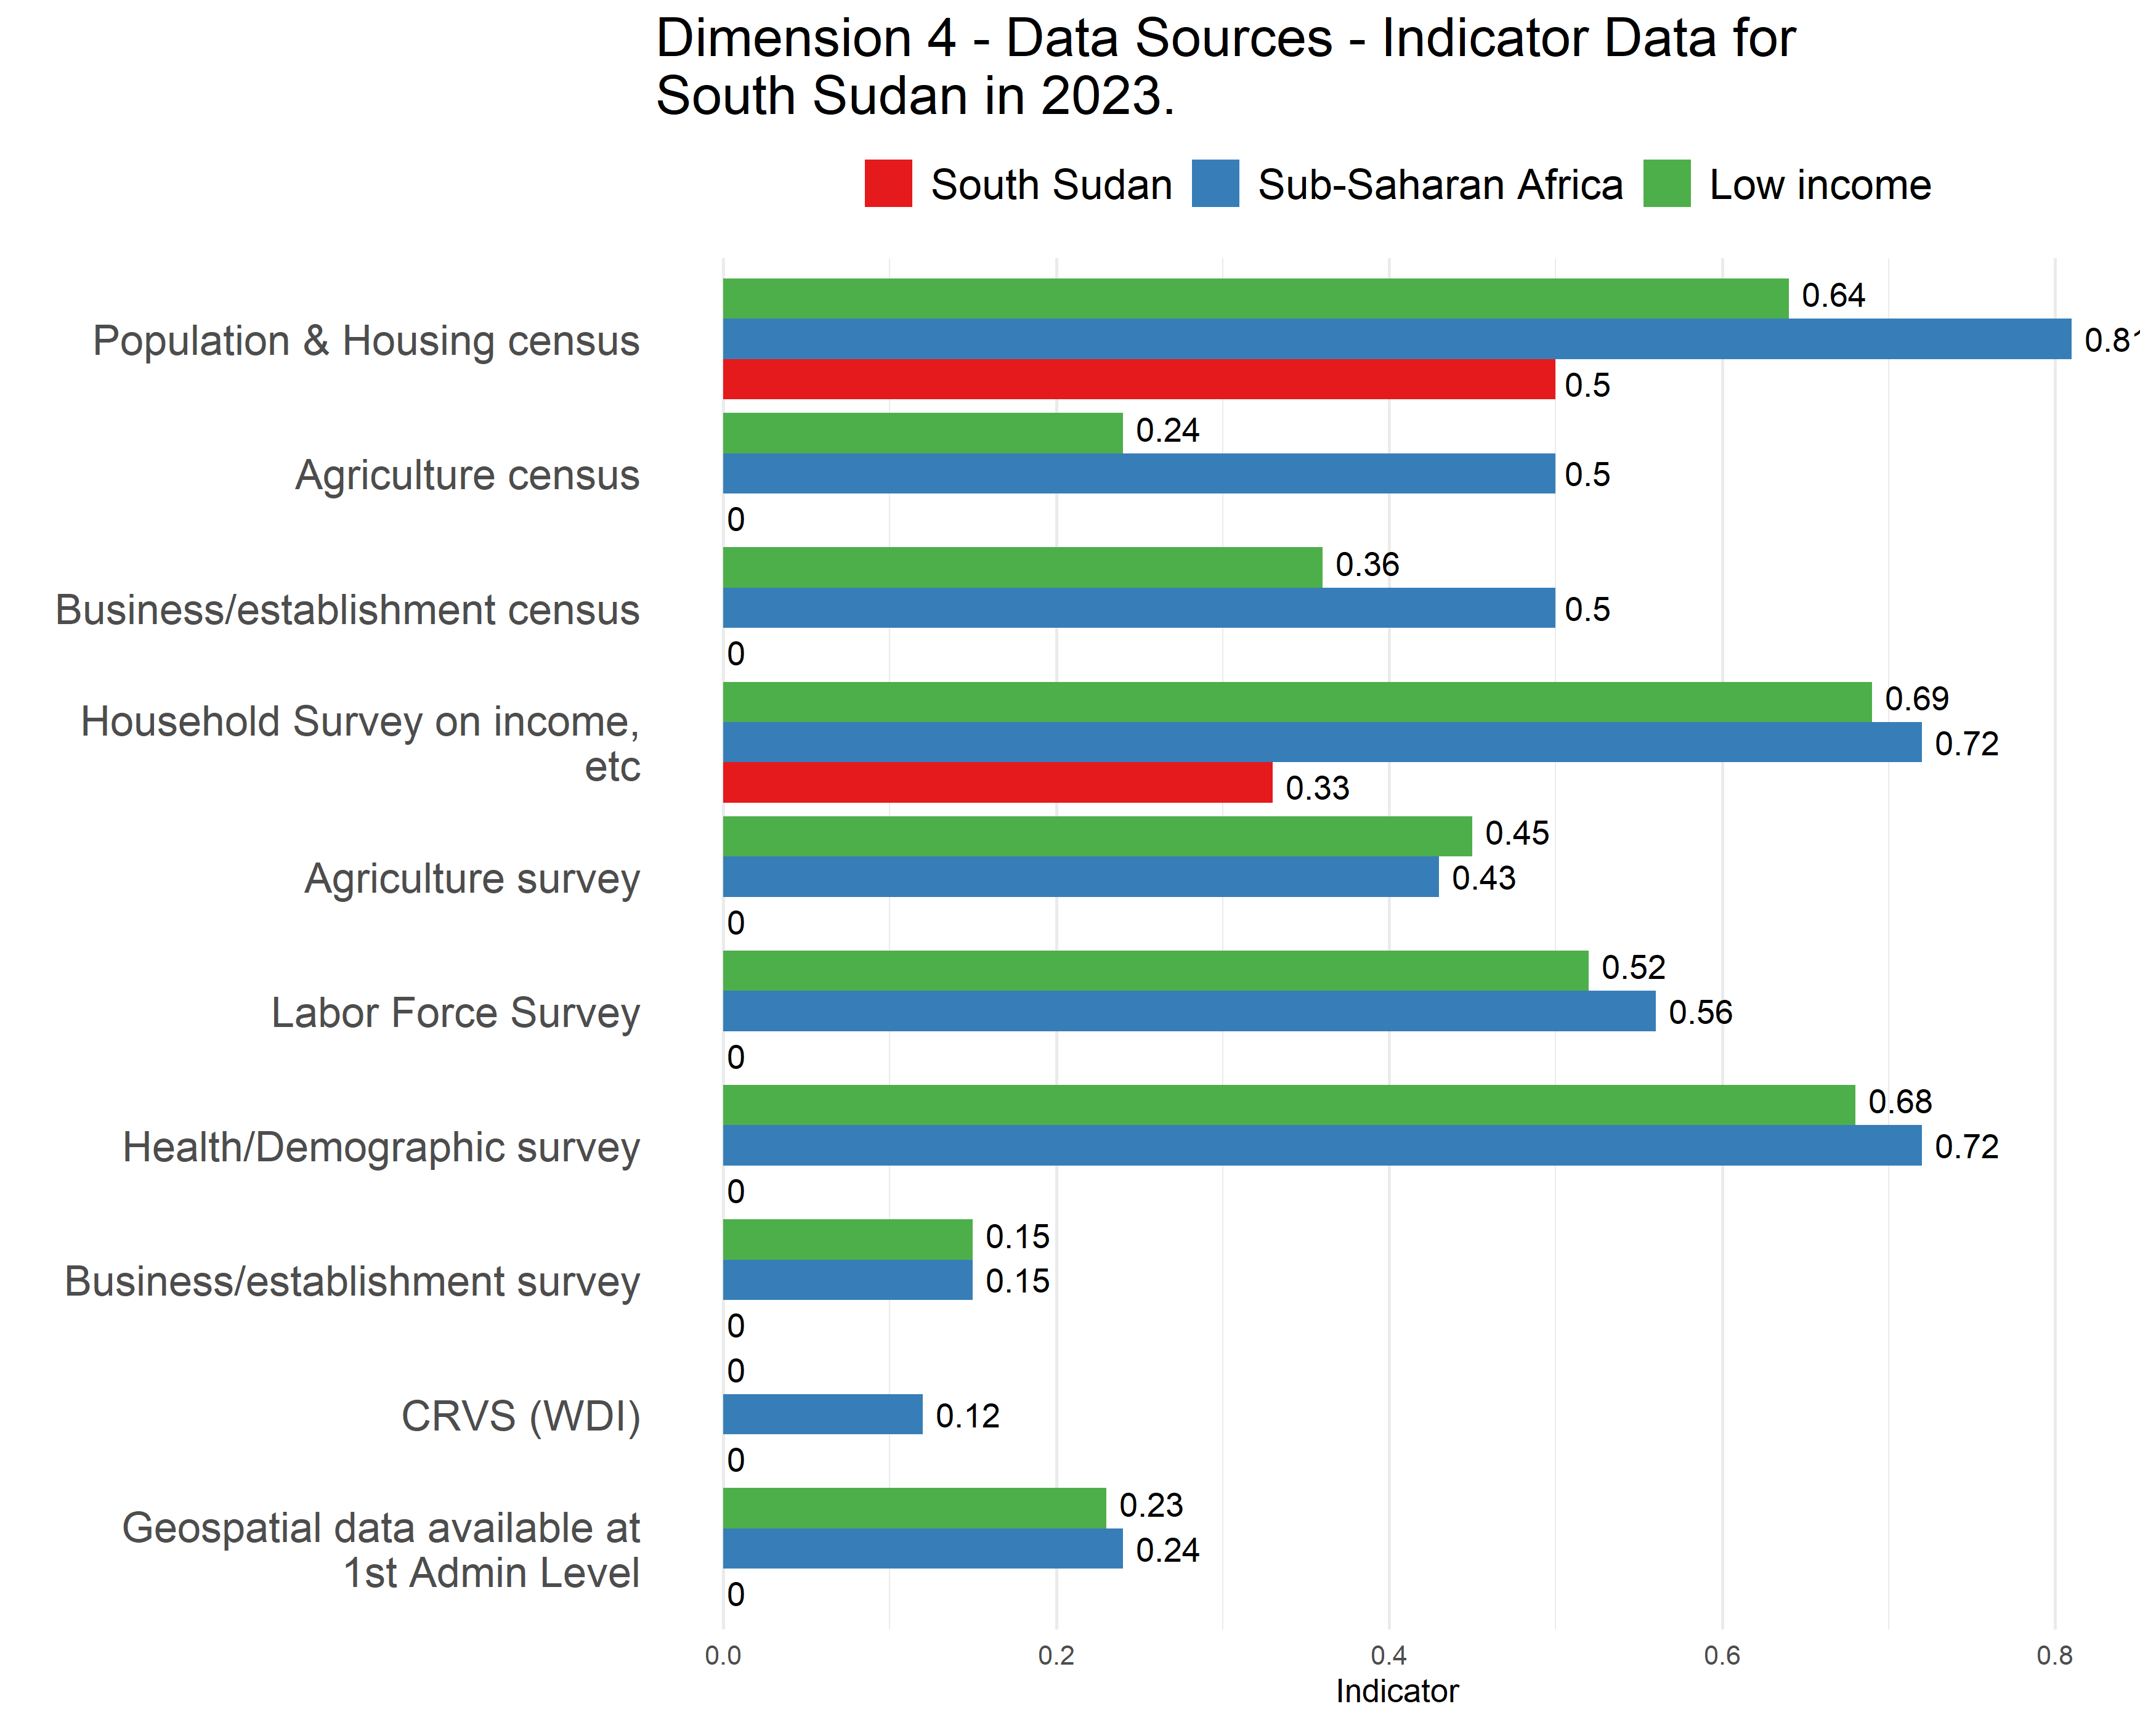 Dimension 4 - Data Sources - Indicator Data for
South Sudan in 2023.
South Sudan
Sub-Saharan Africa
Low income
Population & Housing census
0.64
0.81
0.5
Agriculture census
0.24
0.5
0
Business/establishment census
0.36
0.5
0
Household Survey on income,
etc
0.69
0.72
0.33
Agriculture survey
0.45
0.43
0
Labor Force Survey
0.52
0.56
0
Health/Demographic survey
0.68
0.72
0
Business/establishment survey
0.15
0.15
0
CRVS (WDI)
0
0.12
0
Geospatial data available at
1st Admin Level
0.23
0.24
0
0.0
0.2
0.4
0.6
0.8
Indicator